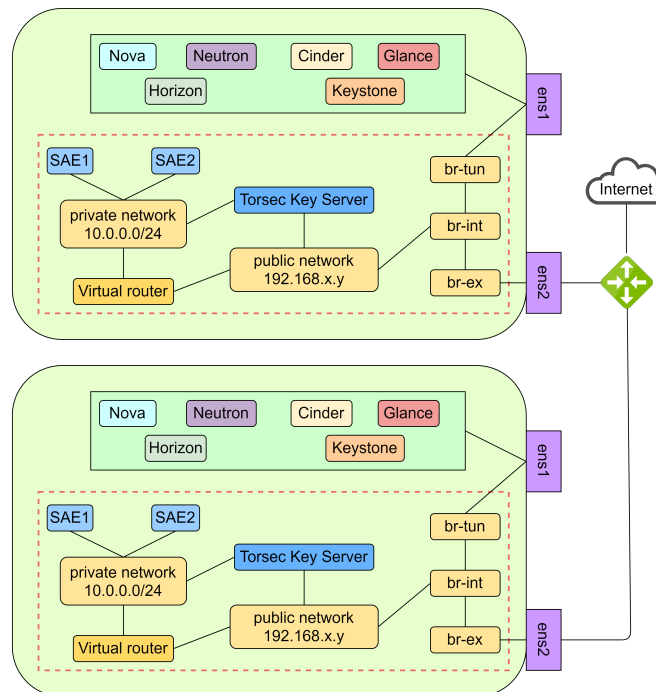 Nova
Neutron
Cinder
Glance
Horizon
Keystone
ens1
SAE1
SAE2
br-tun
Internet
private network
10.0.0.0/24
Torsec Key Server
br-int
public network
192.168.x.y
Virtual router
br-ex
ens2
Nova
Neutron
Cinder
Glance
Horizon
Keystone
ens1
SAE1
SAE2
br-tun
private network
10.0.0.0/24
Torsec Key Server
br-int
public network
192.168.x.y
Virtual router
br-ex
ens2